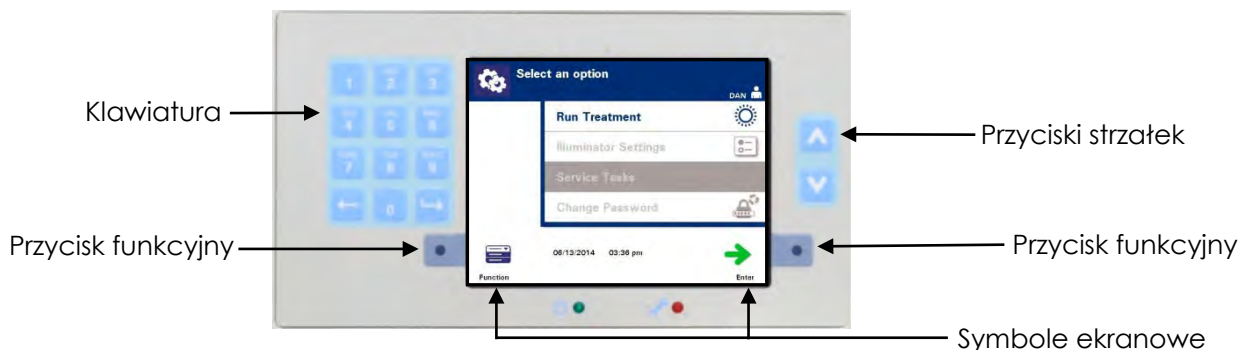 Select an option
DAN
Run Treatment
Illuminator Settings
Service Tasks
Change Password
06/13/2014 03:36 pm
Function
Enter
1 2 3
4 5 6
7 8 9
0
Klawiatura
Przyciski strzałek
Przycisk funkcyjny
Przycisk funkcyjny
Symbole ekranowe